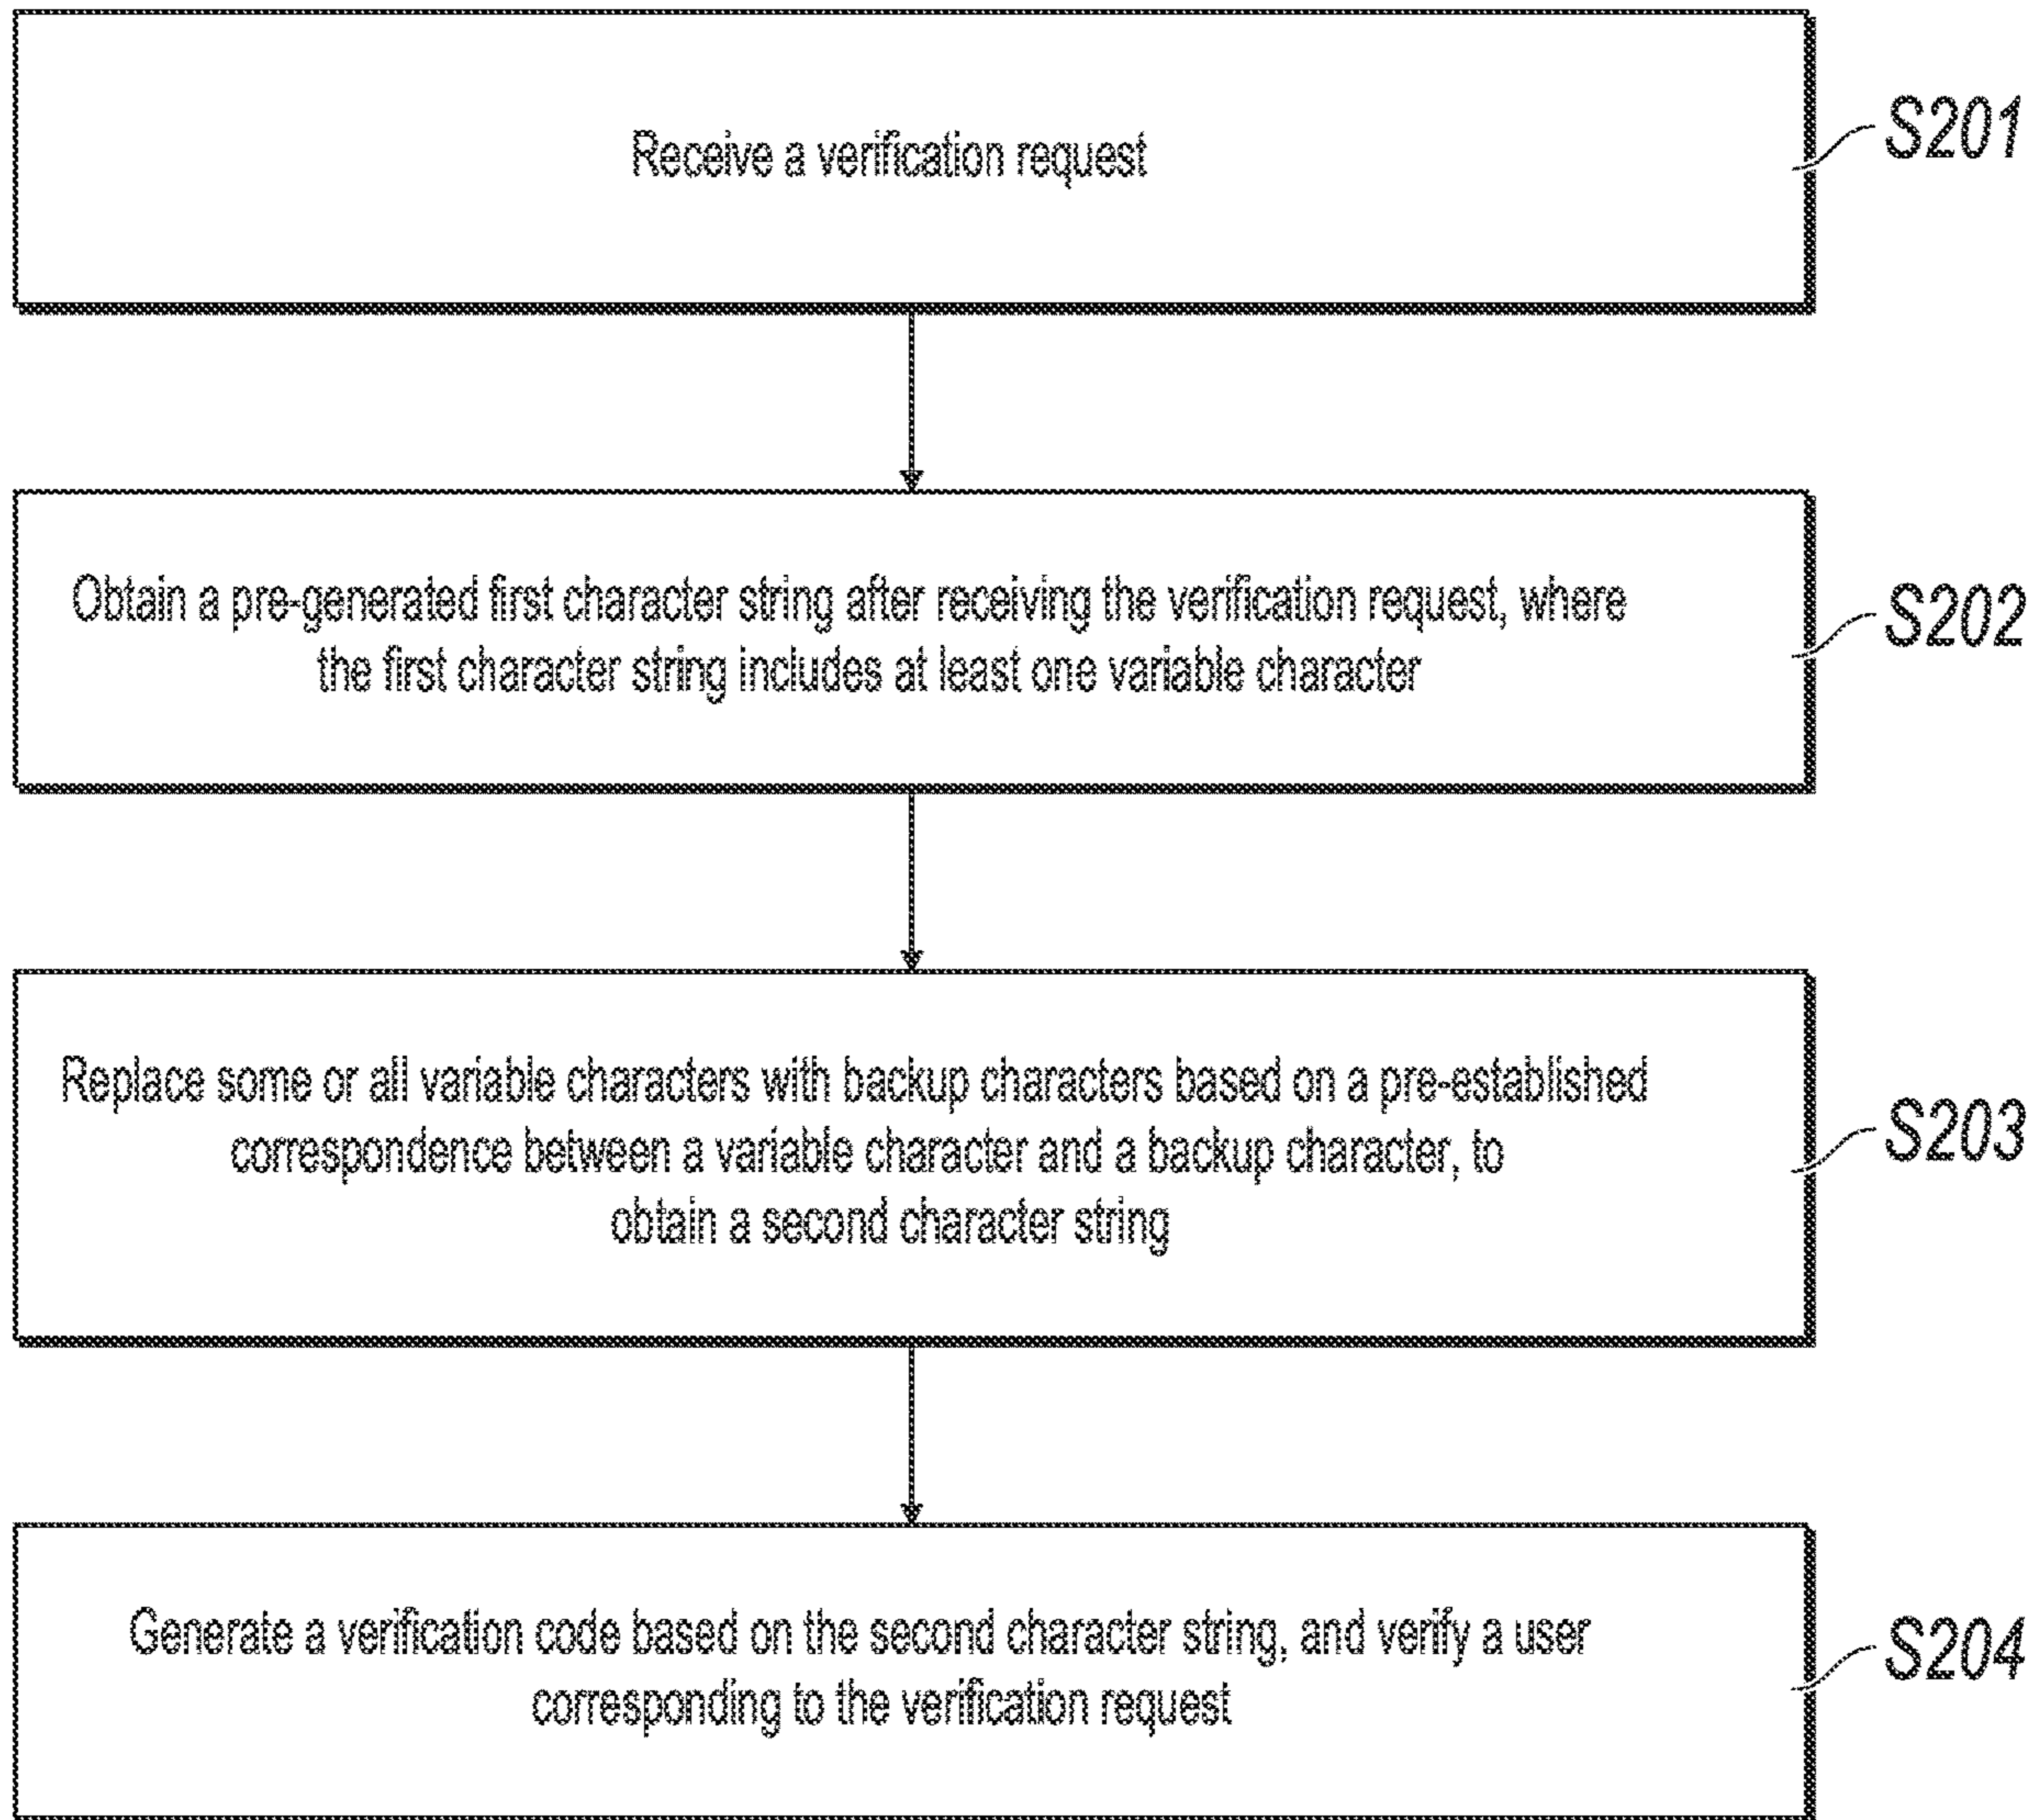 Receive a verification request
S201
Obtain a pre-generated first character string after receiving the verification request, where
the first character string includes at least one variable character
S202
Replace some or all variable characters with backup characters based on a pre-established
correspondence between a variable character and a backup character, to
obtain a second character string
S203
Generate a verification code based on the second character string, and verify a user
corresponding to the verification request
S204